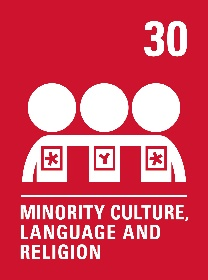 30
* Y *
MINORITY CULTURE,
LANGUAGE AND
RELIGION